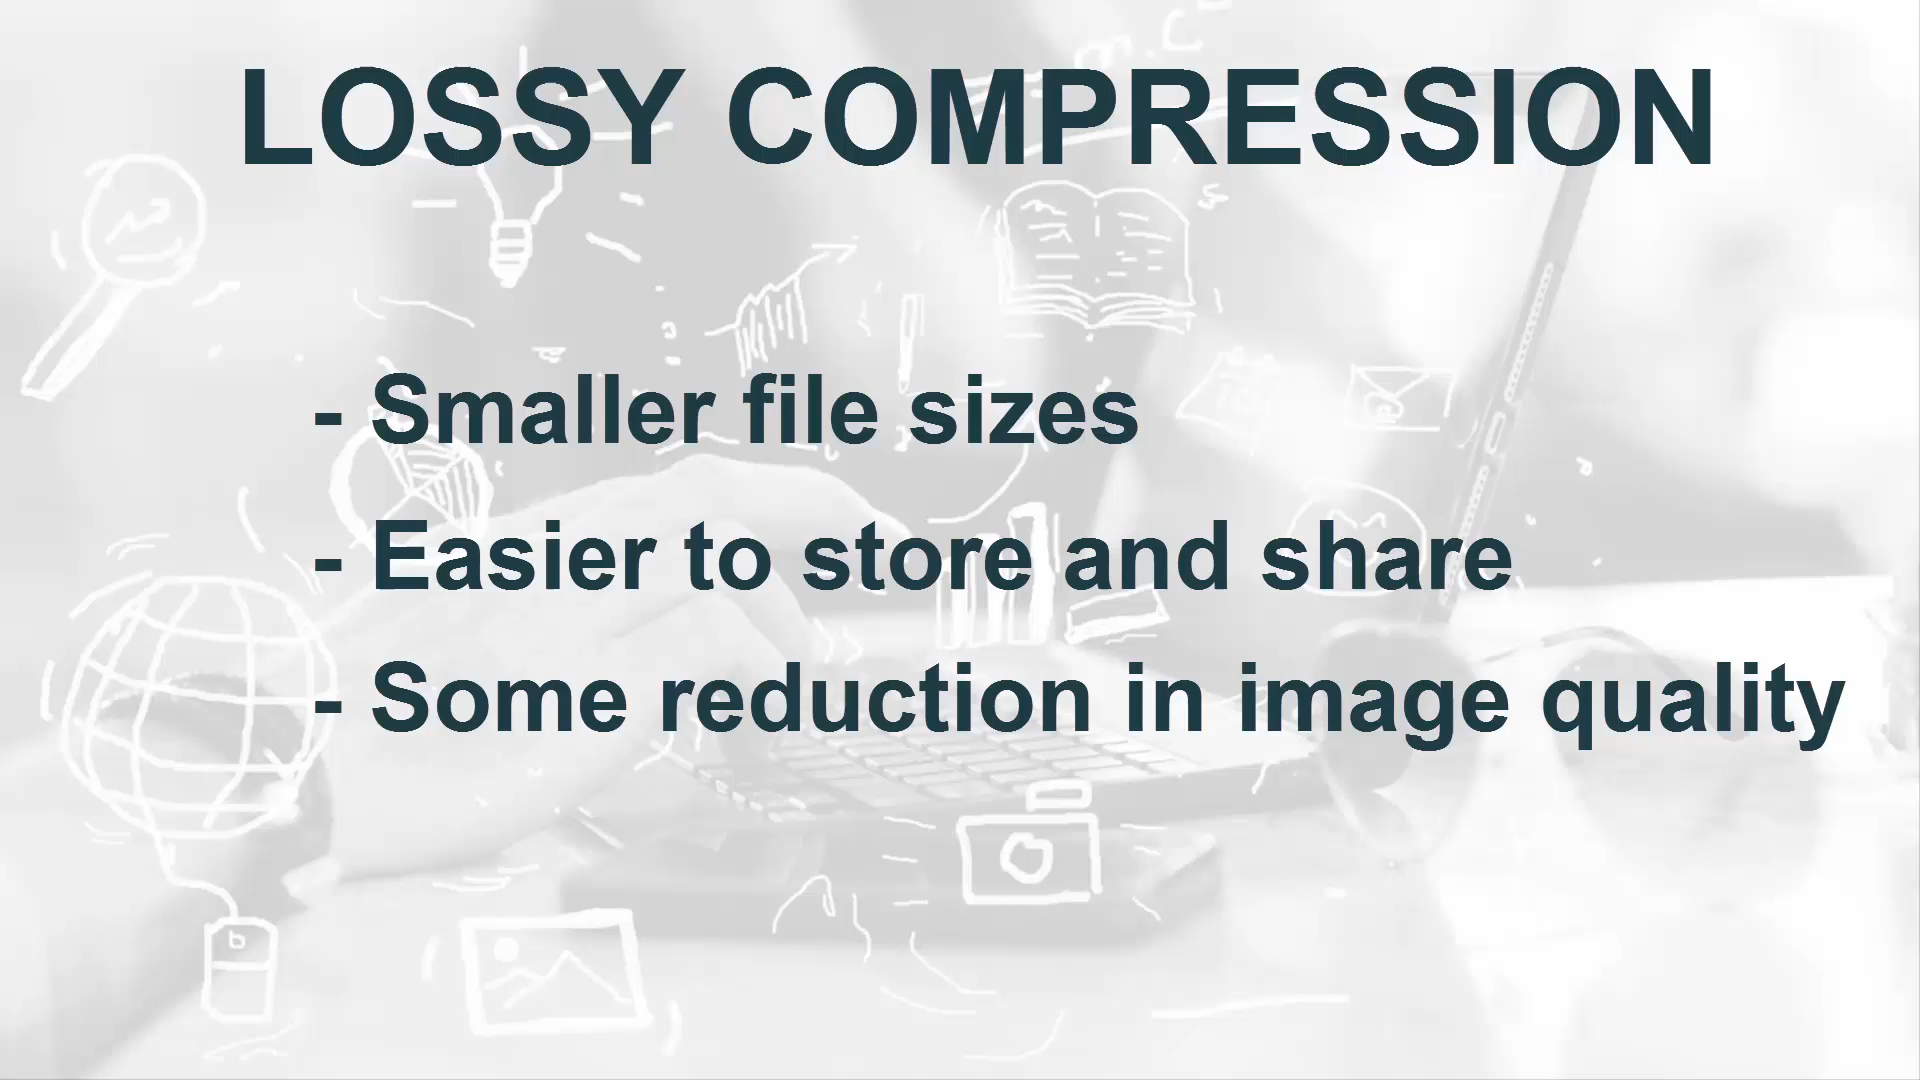 LOSSY COMPRESSION
- Smaller file sizes
- Easier to store and share
- Some reduction in image quality